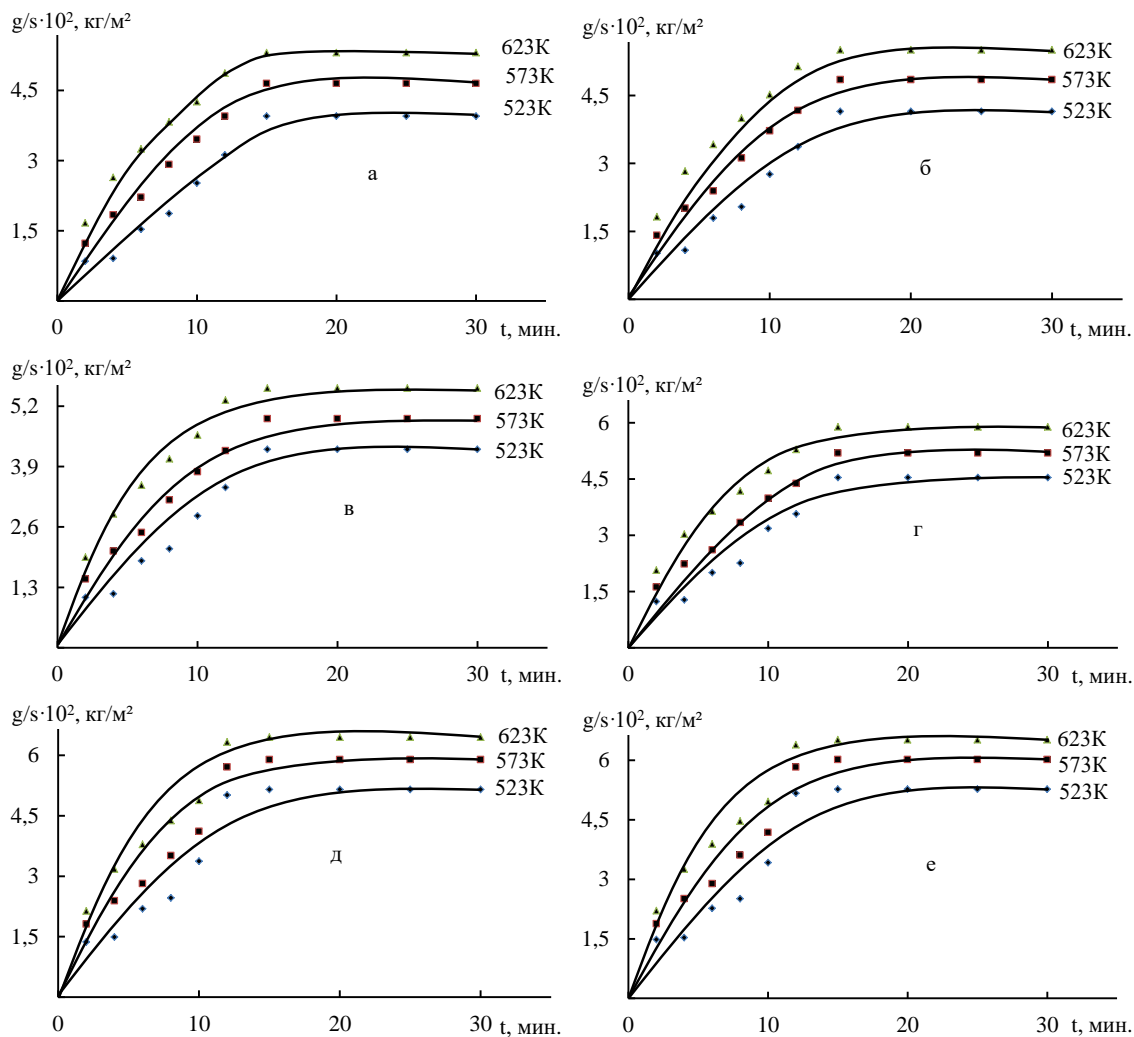 g/s·10², кг/м²
623К
573К
523К
4,5
3
1,5
а
0 10 20 30
t, мин.
g/s·10², кг/м²
623К
573К
523К
4,5
3
1,5
б
0 10 20 30
t, мин.
g/s·10², кг/м²
623К
573К
523К
5,2
3,9
2,6
1,3
в
0 10 20 30
t, мин.
g/s·10², кг/м²
623К
573К
523К
6
4,5
3
1,5
г
0 10 20 30
t, мин.
g/s·10², кг/м²
623К
573К
523К
6
4,5
3
1,5
д
0 10 20 30
t, мин.
g/s·10², кг/м²
623К
573К
523К
6
4,5
3
1,5
е
0 10 20 30
t, мин.